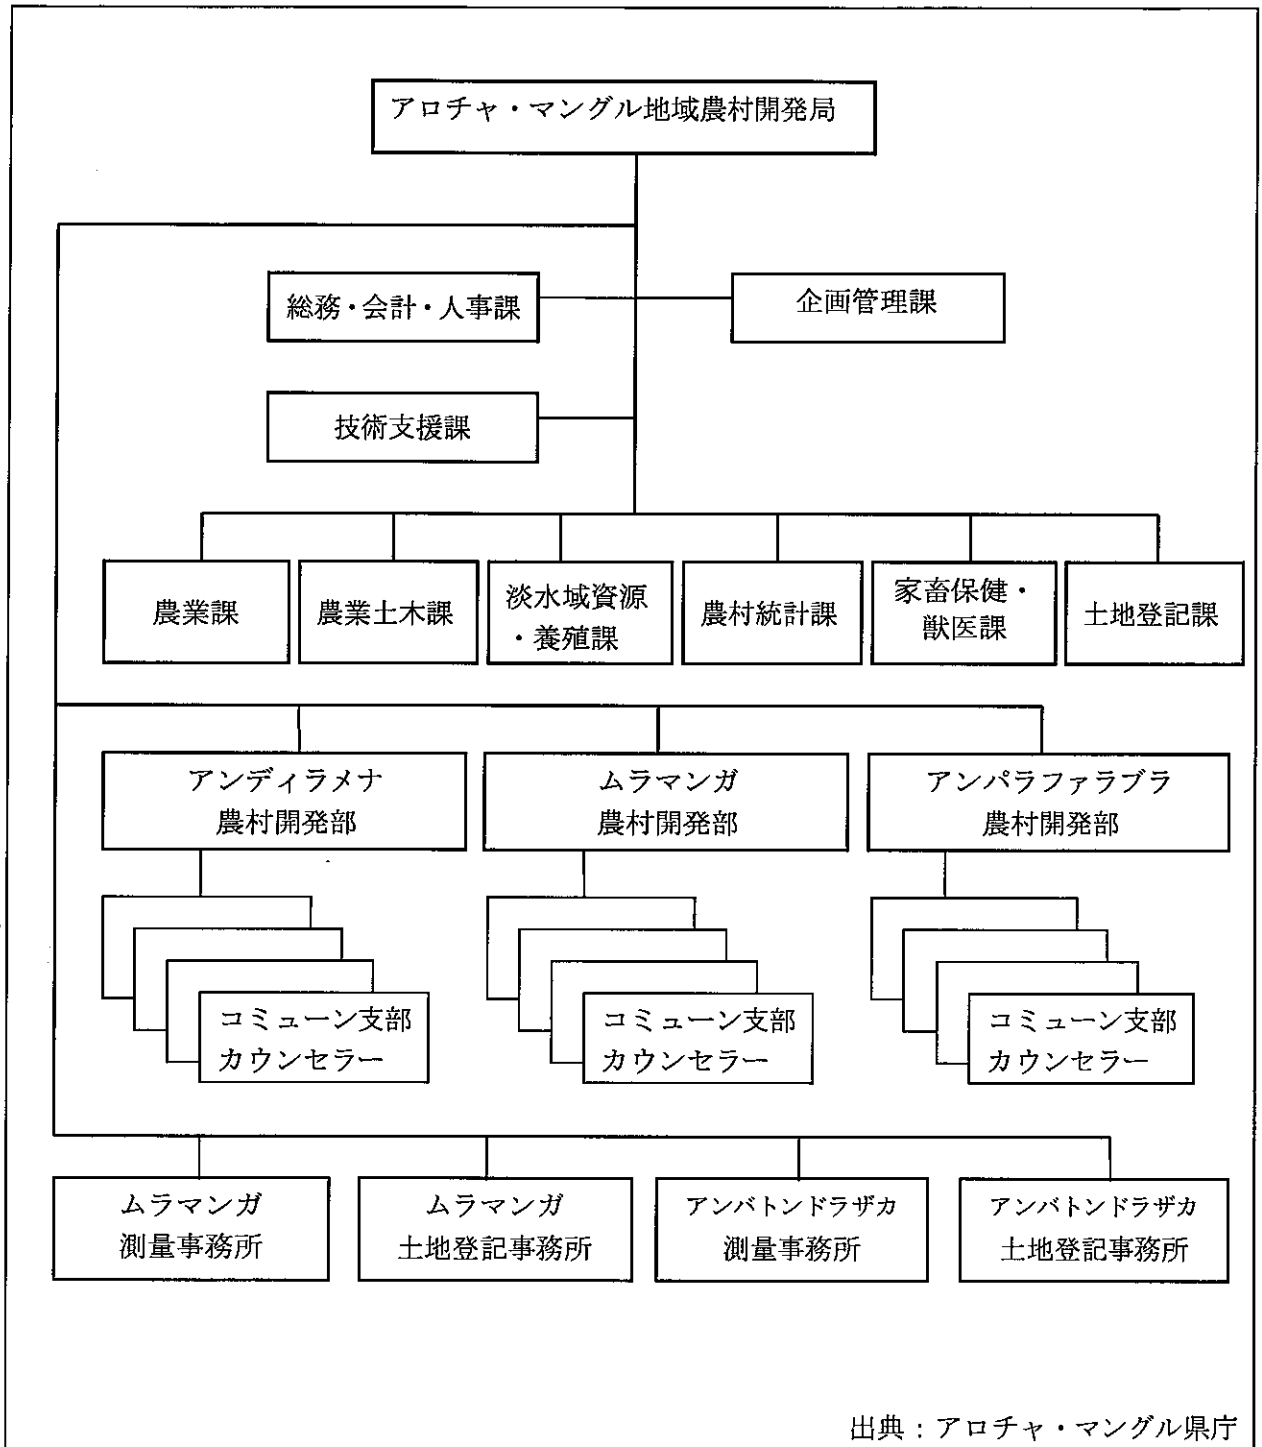 アロチャ・マングル地域農村開発局
総務・会計・人事課
企画管理課
技術支援課
農業課
農業土木課
淡水域資源
・養殖課
農村統計課
家畜保健・
獣医課
土地登記課
アンディラメナ
農村開発部
ムラマンガ
農村開発部
アンパラファラブラ
農村開発部
コミューン支部
カウンセラー
コミューン支部
カウンセラー
コミューン支部
カウンセラー
ムラマンガ
測量事務所
ムラマンガ
土地登記事務所
アンバトンドラザカ
測量事務所
アンバトンドラザカ
土地登記事務所
出典：アロチャ・マングル県庁